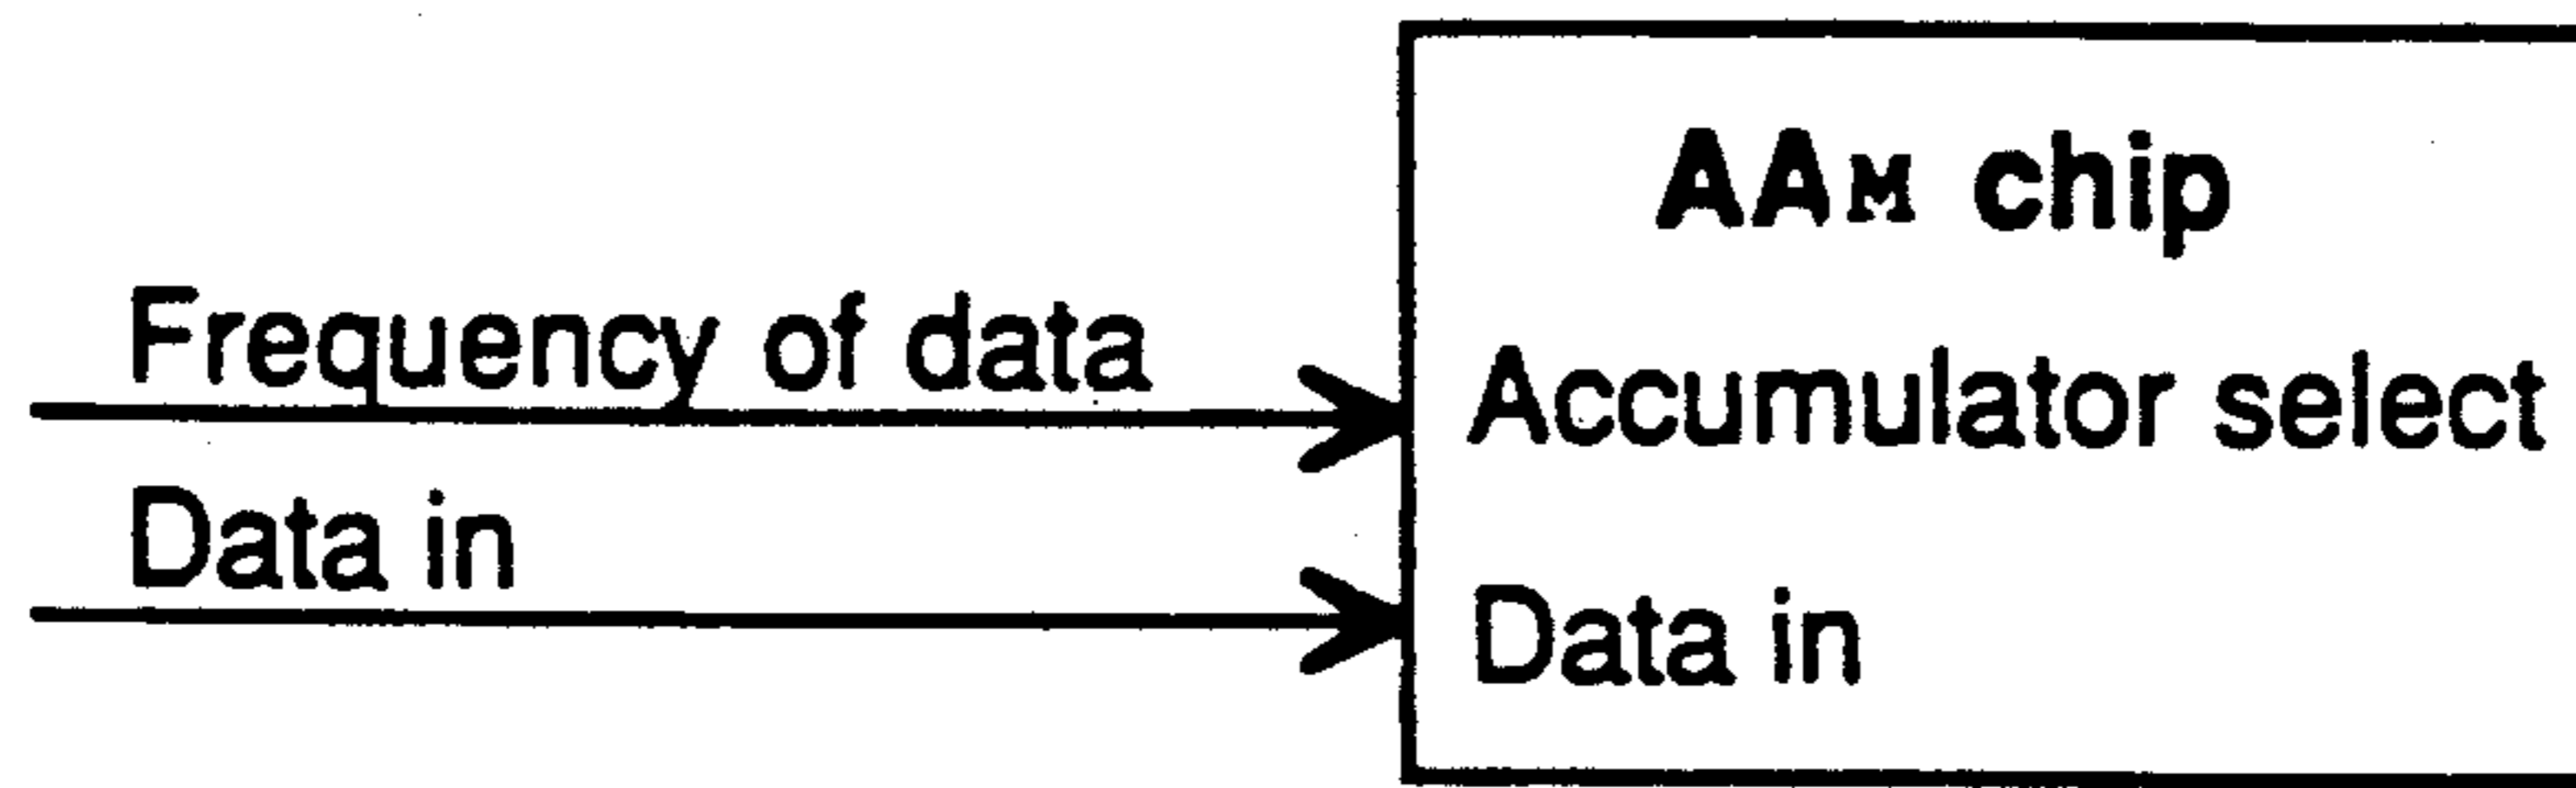 AAM chip
Frequency of data
Accumulator select
Data in
Data in